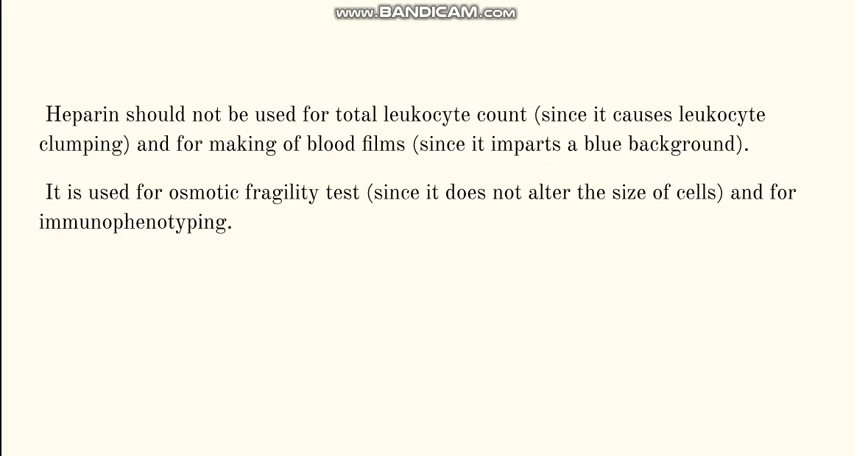 www.BANDICAM.com
Heparin should not be used for total leukocyte count (since it causes leukocyte
clumping) and for making of blood films (since it imparts a blue background).
It is used for osmotic fragility test (since it does not alter the size of cells) and for
immunophenotyping.